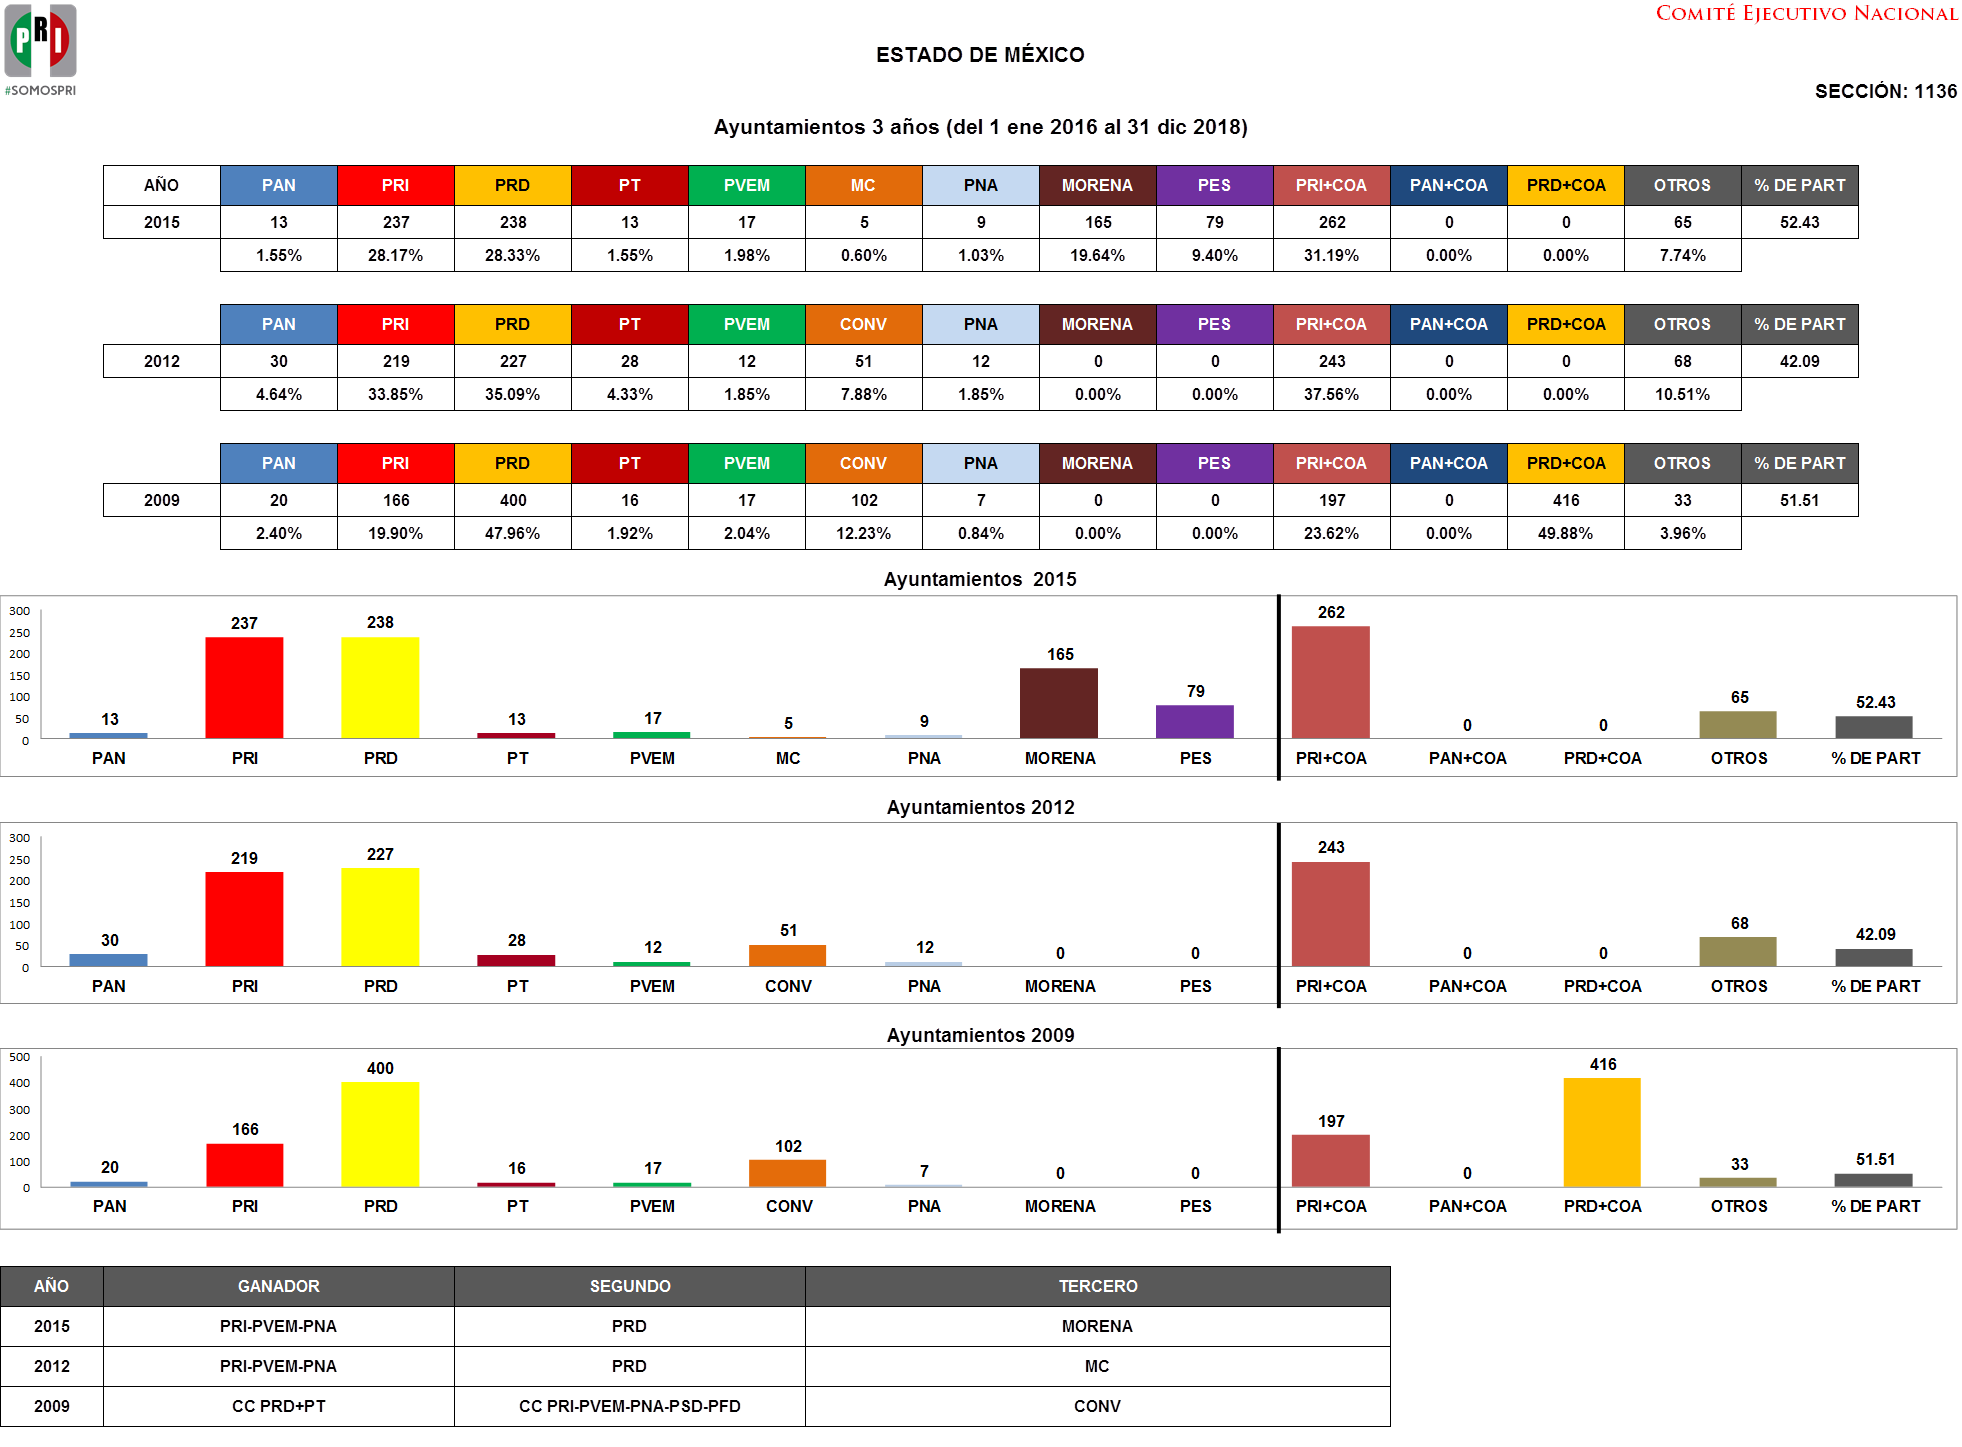 PRI
#SOMOSPRI
COMITÉ EJECUTIVO NACIONAL
ESTADO DE MÉXICO
SECCIÓN: 1136
Ayuntamientos 3 años (del 1 ene 2016 al 31 dic 2018)
AÑO PAN PRI PRD PT PVEM MC PNA MORENA PES PRI+COA PAN+COA PRD+COA OTROS % DE PART
2015 13 237 238 13 17 5 9 165 79 262 0 0 65 52.43
1.55% 28.17% 28.33% 1.55% 1.98% 0.60% 1.03% 19.64% 9.40% 31.19% 0.00% 0.00% 7.74%
PAN PRI PRD PT PVEM CONV PNA MORENA PES PRI+COA PAN+COA PRD+COA OTROS % DE PART
2012 30 219 227 28 12 51 12 0 0 243 0 0 68 42.09
4.64% 33.85% 35.09% 4.33% 1.85% 7.88% 1.85% 0.00% 0.00% 37.56% 0.00% 0.00% 10.51%
PAN PRI PRD PT PVEM CONV PNA MORENA PES PRI+COA PAN+COA PRD+COA OTROS % DE PART
2009 20 166 400 16 17 102 7 0 0 197 0 416 33 51.51
2.40% 19.90% 47.96% 1.92% 2.04% 12.23% 0.84% 0.00% 0.00% 23.62% 0.00% 49.88% 3.96%
Ayuntamientos 2015
300
250
200
150
100
50
0
13 237 238 13 17 5 9 165 79 262 0 0 65 52.43
PAN PRI PRD PT PVEM MC PNA MORENA PES PRI+COA PAN+COA PRD+COA OTROS % DE PART
Ayuntamientos 2012
300
250
200
150
100
50
0
30 219 227 28 12 51 12 0 0 243 0 0 68 42.09
PAN PRI PRD PT PVEM CONV PNA MORENA PES PRI+COA PAN+COA PRD+COA OTROS % DE PART
Ayuntamientos 2009
500
400
300
200
100
0
20 166 400 16 17 102 7 0 0 197 0 416 33 51.51
PAN PRI PRD PT PVEM CONV PNA MORENA PES PRI+COA PAN+COA PRD+COA OTROS % DE PART
AÑO GANADOR SEGUNDO TERCERO
2015 PRI-PVEM-PNA PRD MORENA
2012 PRI-PVEM-PNA PRD MC
2009 CC PRD+PT CC PRI-PVEM-PNA-PSD-PFD CONV